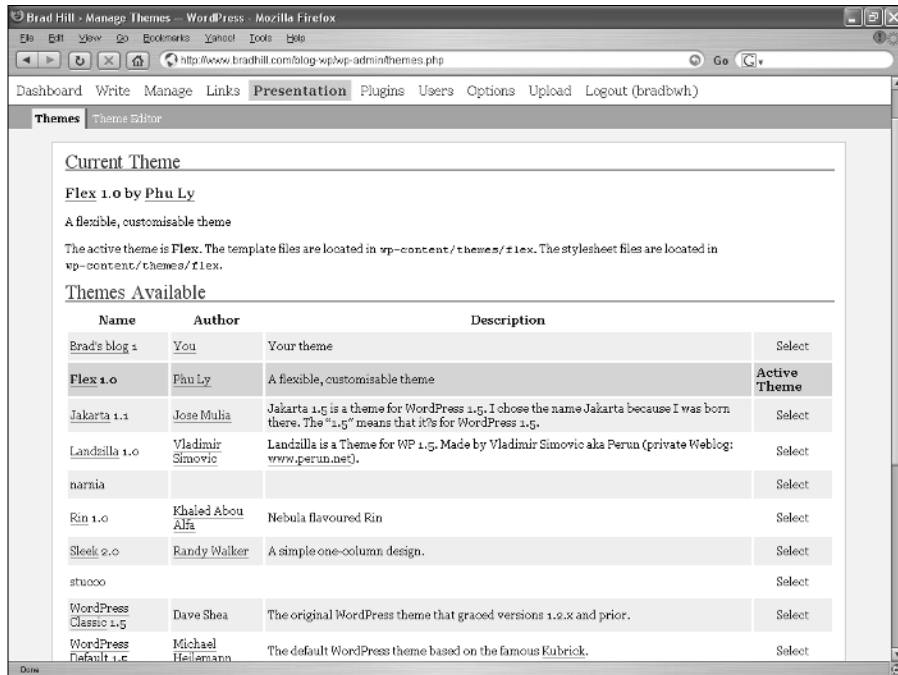 Brad Hill › Manage Themes — WordPress - Mozilla Firefox
File Edit View Go Bookmarks Yahoo! Tools Help
http://www.bradhill.com/blog-wp/wp-admin/themes.php Go G
Dashboard Write Manage Links Presentation Plugins Users Options Upload Logout (bradbwh)
Themes Theme Editor
Current Theme
Flex 1.0 by Phu Ly
A flexible, customisable theme
The active theme is Flex. The template files are located in wp-content/themes/flex. The stylesheet files are located in
wp-content/themes/flex.
Themes Available
Name Author Description
Brad's blog 1 You Your theme Select
Flex 1.0 Phu Ly A flexible, customisable theme Active
Theme
Jakarta 1.1 Jose Mulia Jakarta 1.5 is a theme for WordPress 1.5. I chose the name Jakarta because I was born
there. The "1.5" means that it?s for WordPress 1.5. Select
Landzilla 1.0 Vladimir
Simovic Landzilla is a Theme for WP 1.5. Made by Vladimir Simovic aka Perun (private Weblog:
www.perun.net). Select
narnia Select
Rin 1.0 Khaled Abou
Alfa Nebula flavoured Rin Select
Sleek 2.0 Randy Walker A simple one-column design. Select
stucco Select
WordPress
Classic 1.5 Dave Shea The original WordPress theme that graced versions 1.2.x and prior. Select
WordPress
Default 1.5 Michael
Heilemann The default WordPress theme based on the famous Kubrick. Select
Done